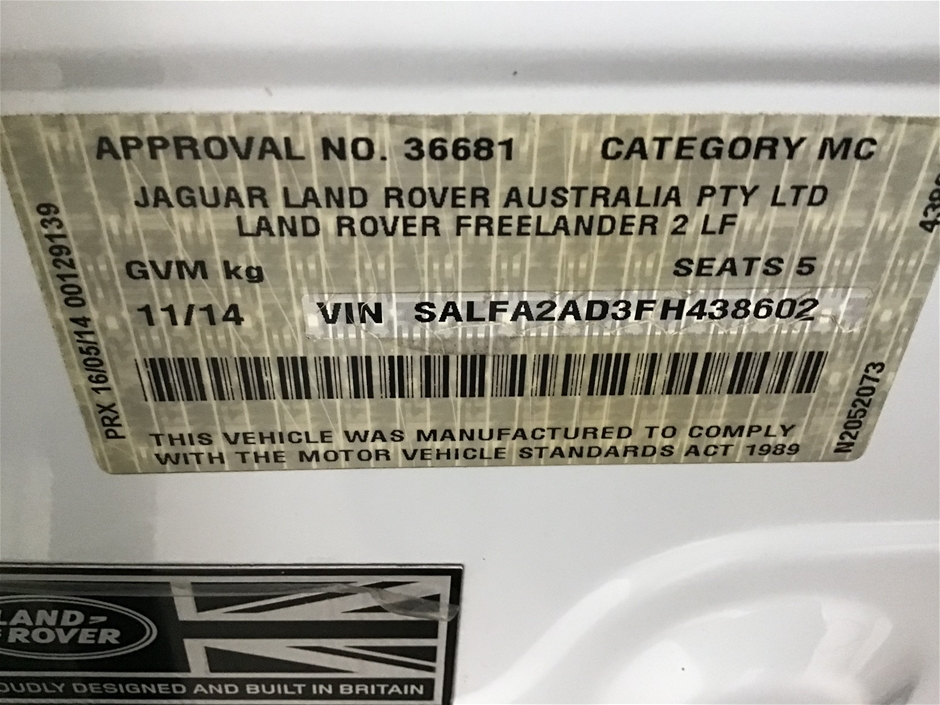 APPROVAL NO. 36681 CATEGORY MC
JAGUAR LAND ROVER AUSTRALIA PTY LTD
LAND ROVER FREELANDER 2 LF
GVM kg SEATS 5
11/14 VIN SALFA2AD3FH438602
THIS VEHICLE WAS MANUFACTURED TO COMPLY
WITH THE MOTOR VEHICLE STANDARDS ACT 1989
PRX 16/05/14 00129139
N2052073
LAND
ROVER
DESIGNED AND BUILT IN BRITAIN